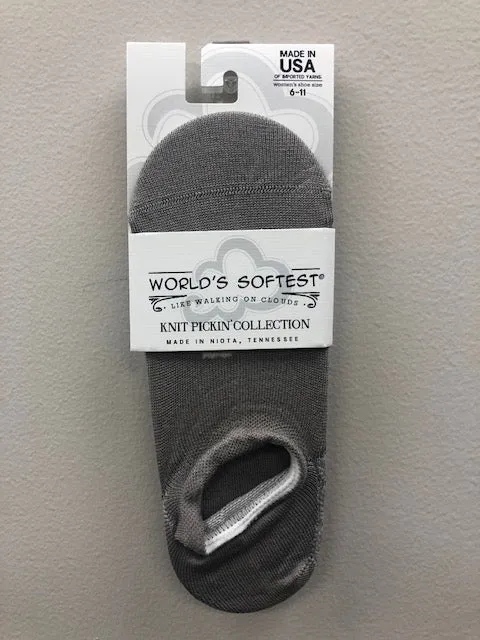 MADE IN
USA
OF IMPORTED YARNS
women's shoe size
6-11
WORLD'S SOFTEST®
• LIKE WALKING ON CLOUDS •
KNIT PICKIN' COLLECTION
MADE IN NIOTA, TENNESSEE